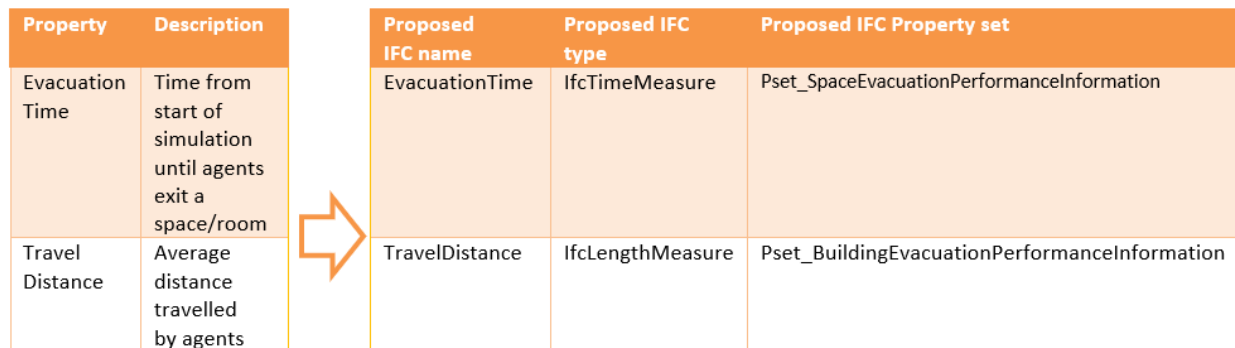 Property Description
Evacuation Time from
Time start of
simulation
until agents
exit a
space/room
Travel Average
Distance distance
travelled
by agents
Proposed Proposed IFC Proposed IFC Property set
IFC name type
EvacuationTime IfcTimeMeasure Pset_SpaceEvacuationPerformanceInformation
TravelDistance IfcLengthMeasure Pset_BuildingEvacuationPerformanceInformation